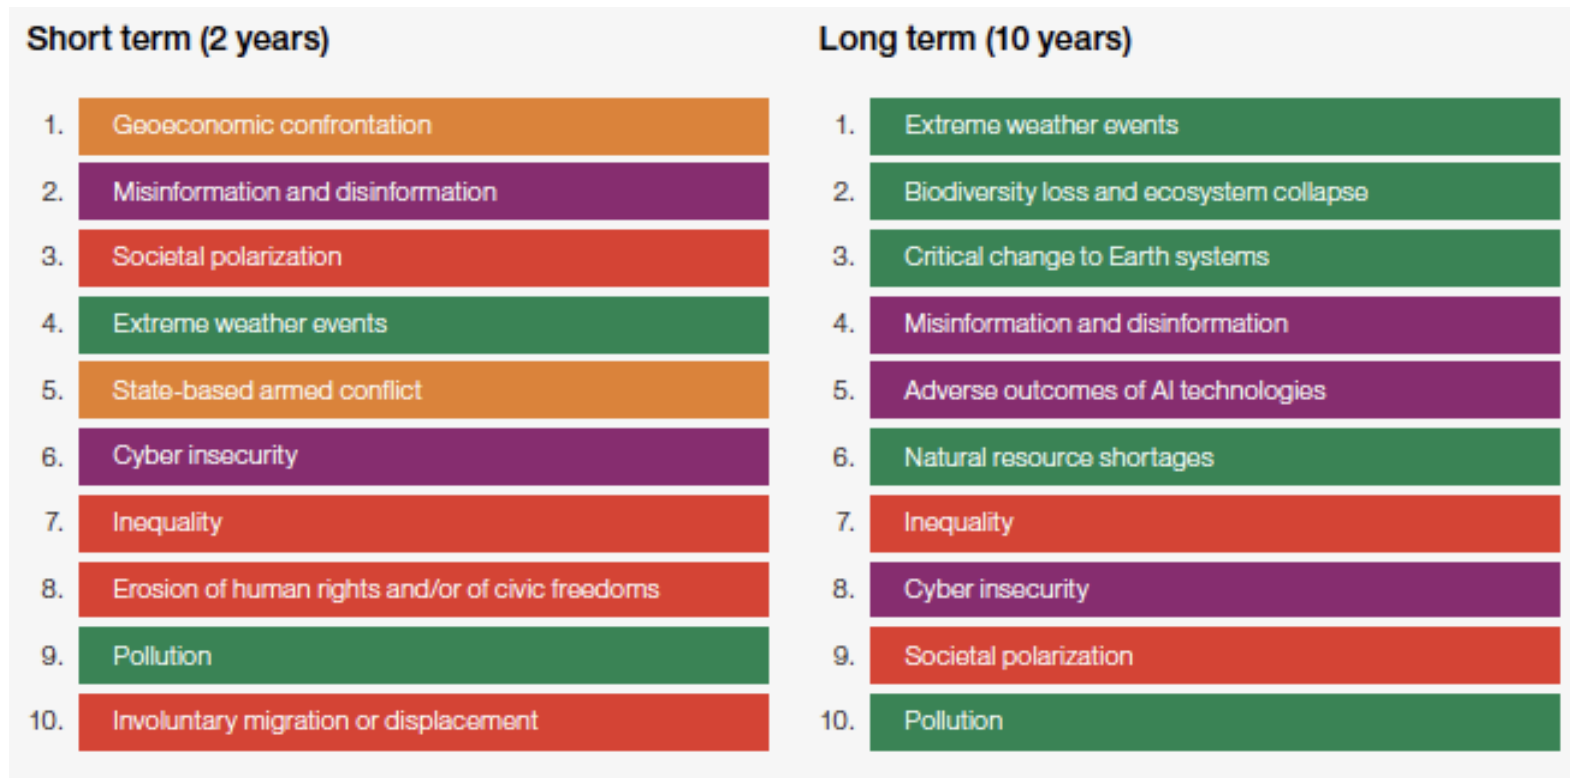 Short term (2 years)
1. Geoeconomic confrontation
2. Misinformation and disinformation
3. Societal polarization
4. Extreme weather events
5. State-based armed conflict
6. Cyber insecurity
7. Inequality
8. Erosion of human rights and/or of civic freedoms
9. Pollution
10. Involuntary migration or displacement
Long term (10 years)
1. Extreme weather events
2. Biodiversity loss and ecosystem collapse
3. Critical change to Earth systems
4. Misinformation and disinformation
5. Adverse outcomes of AI technologies
6. Natural resource shortages
7. Inequality
8. Cyber insecurity
9. Societal polarization
10. Pollution